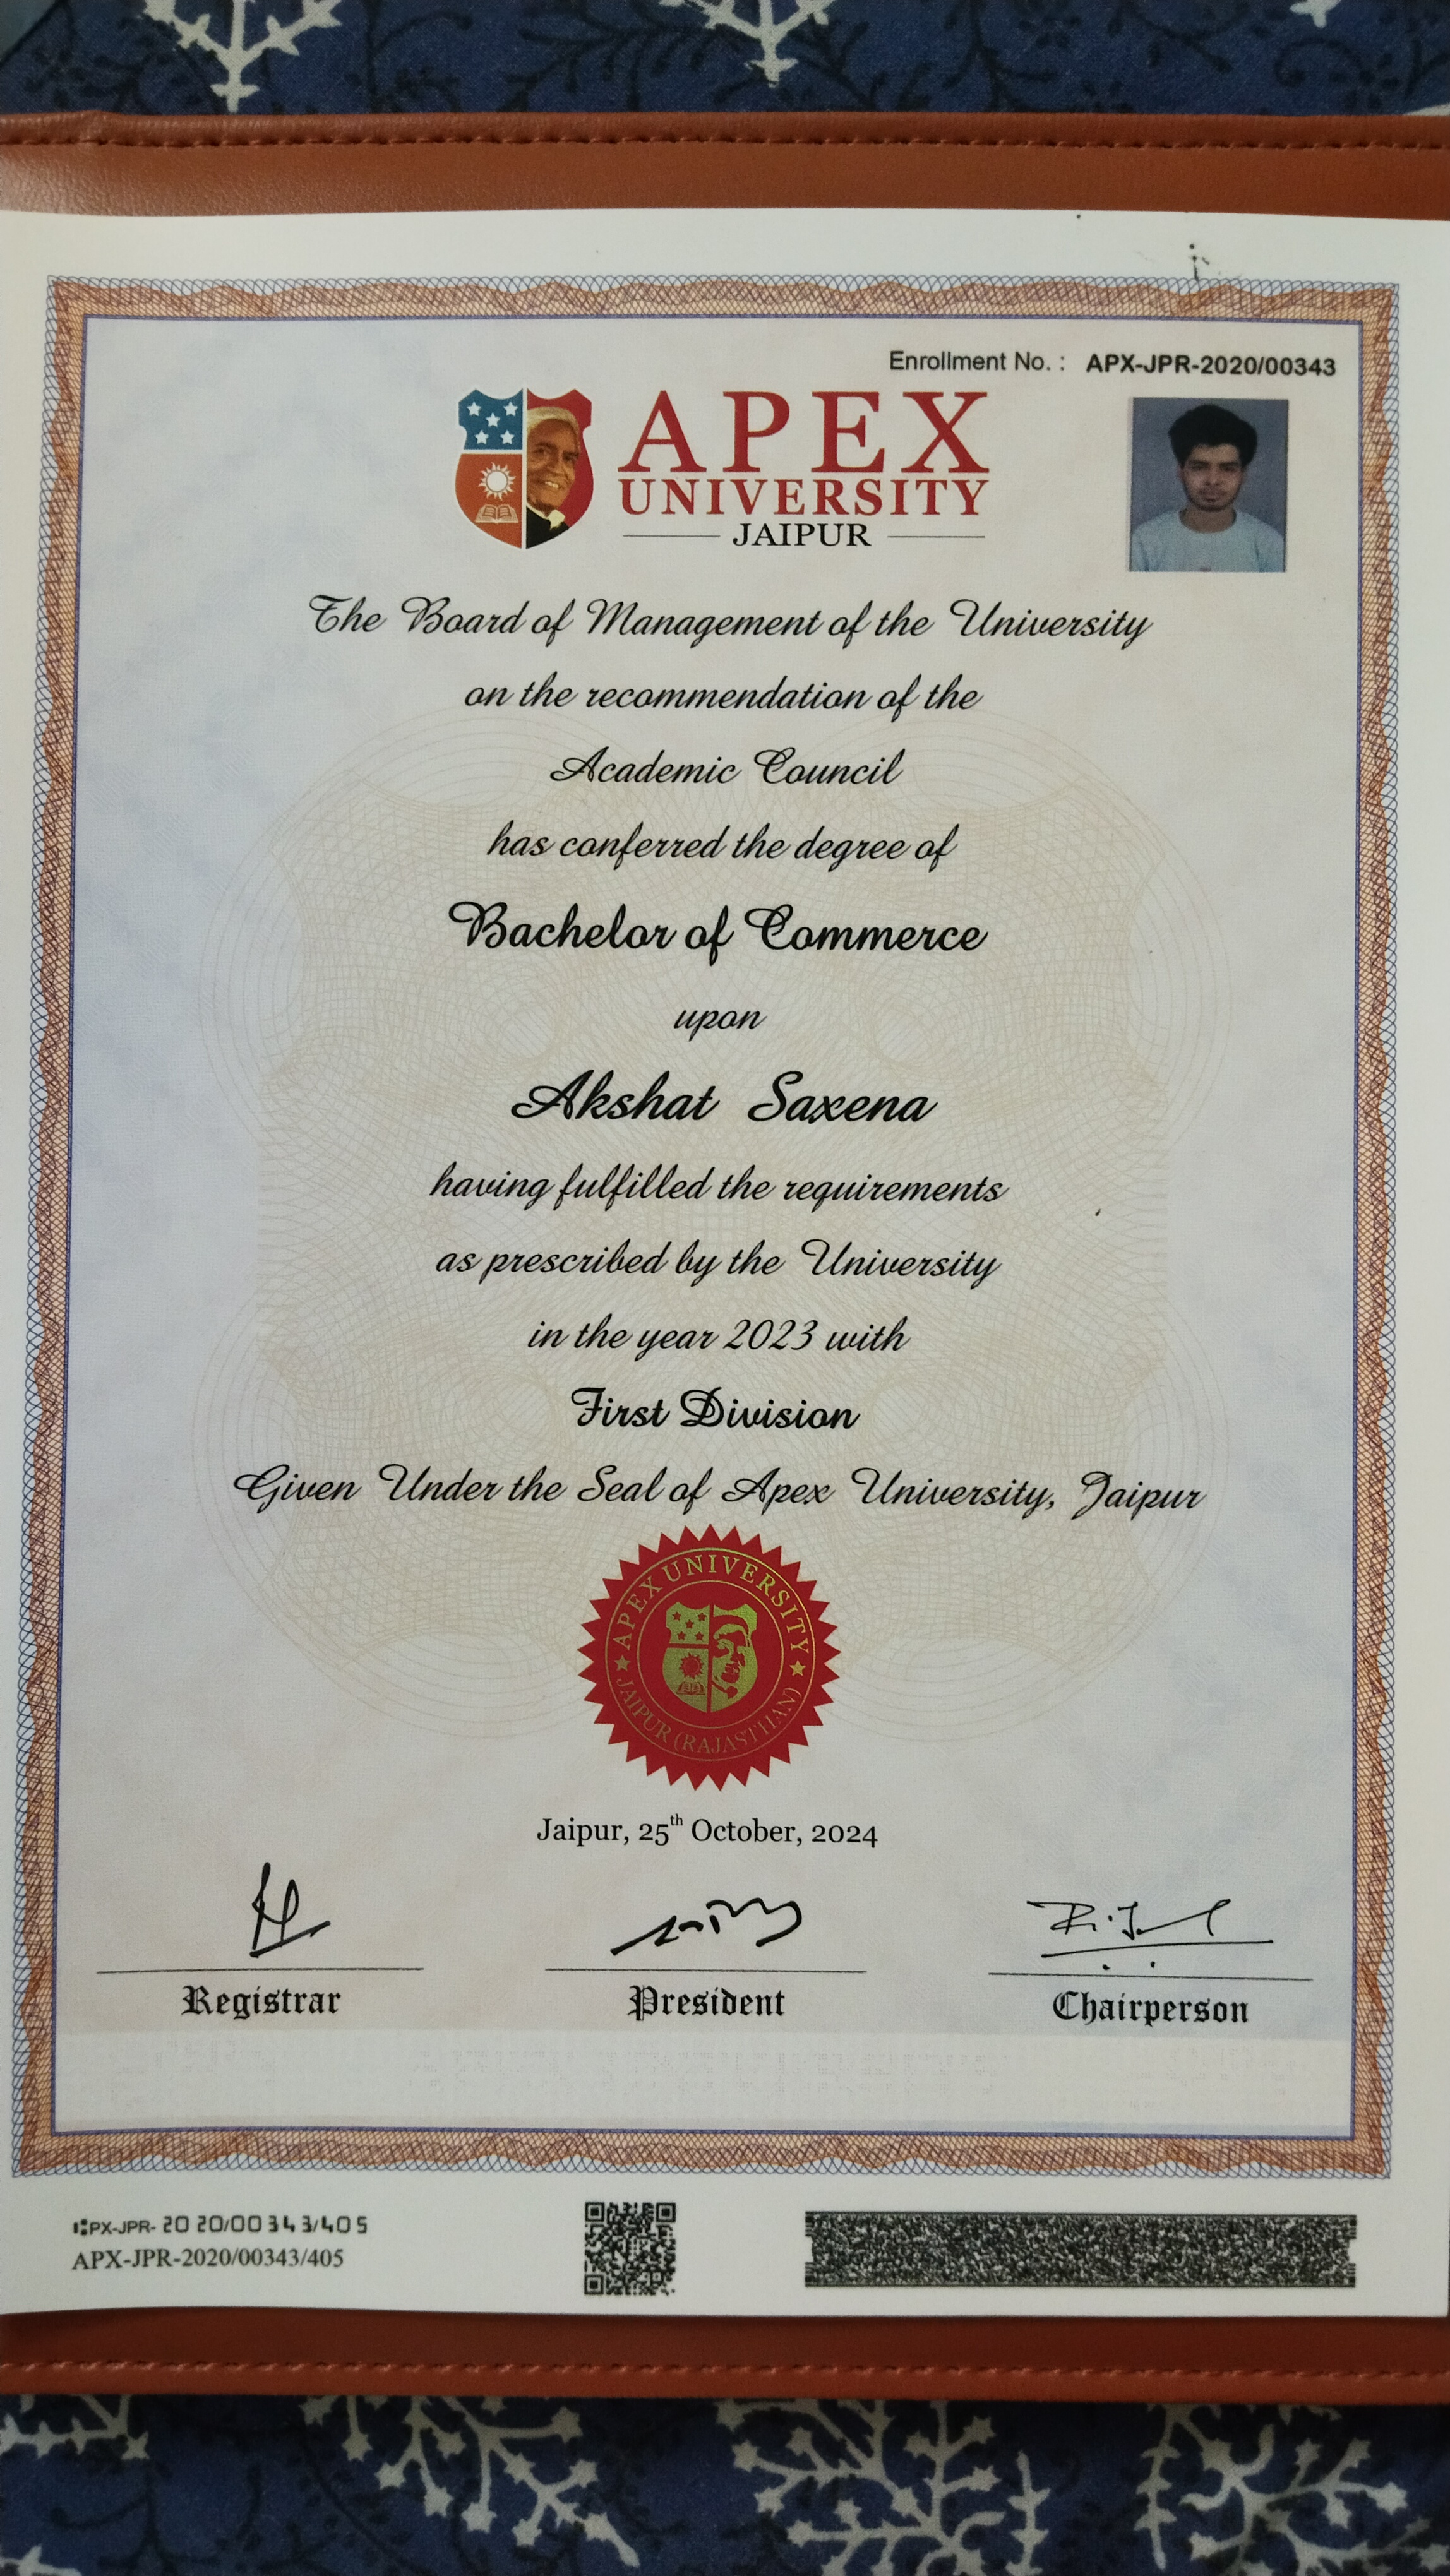 Enrollment No. : APX-JPR-2020/00343
APEX
UNIVERSITY
JAIPUR
The Board of Management of the University
on the recommendation of the
Academic Council
has conferred the degree of
Bachelor of Commerce
upon
Akshat Saxena
having fulfilled the requirements
as prescribed by the University
in the year 2023 with
First Division
Given Under the Seal of Apex University, Jaipur
APEX UNIVERSITY
JAIPUR (RAJASTHAN)
Jaipur, 25th October, 2024
Registrar
President
Chairperson
PX-JPR-2020/00343/405
APX-JPR-2020/00343/405